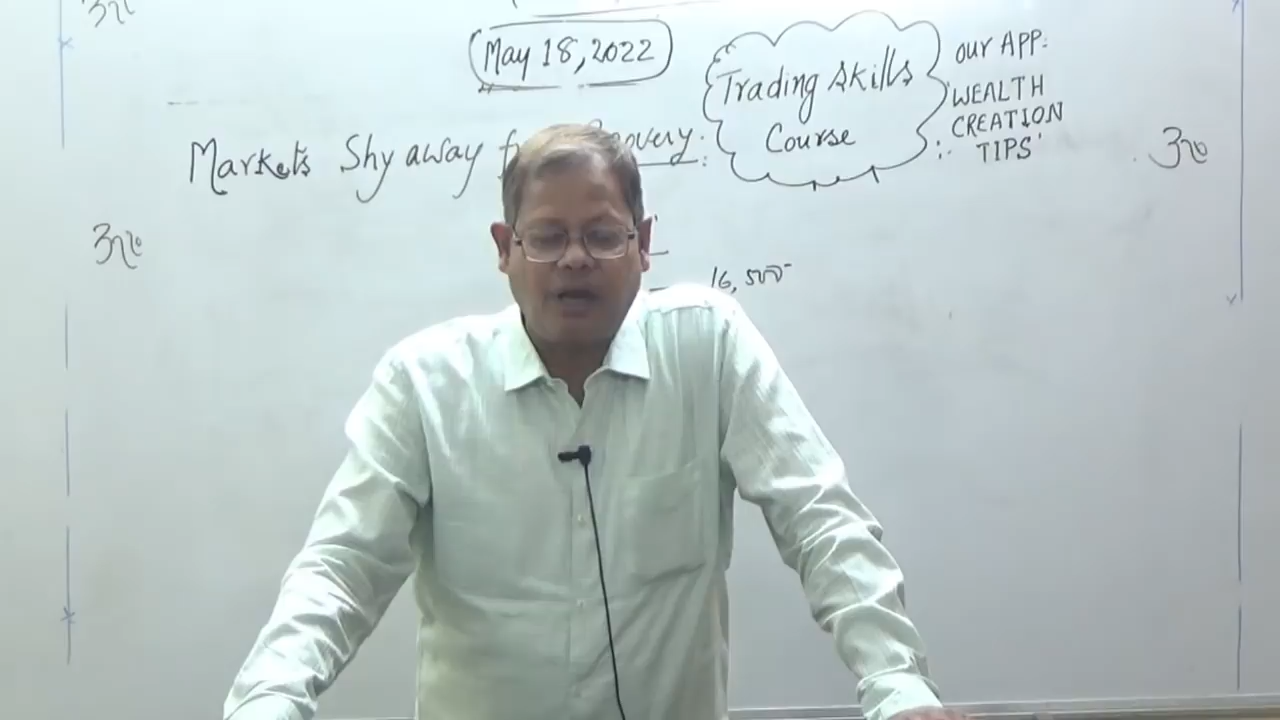 May 18, 2022
Trading Skills
Course
OUR APP:
WEALTH
CREATION
TIPS'
Markets Shy away
16,500